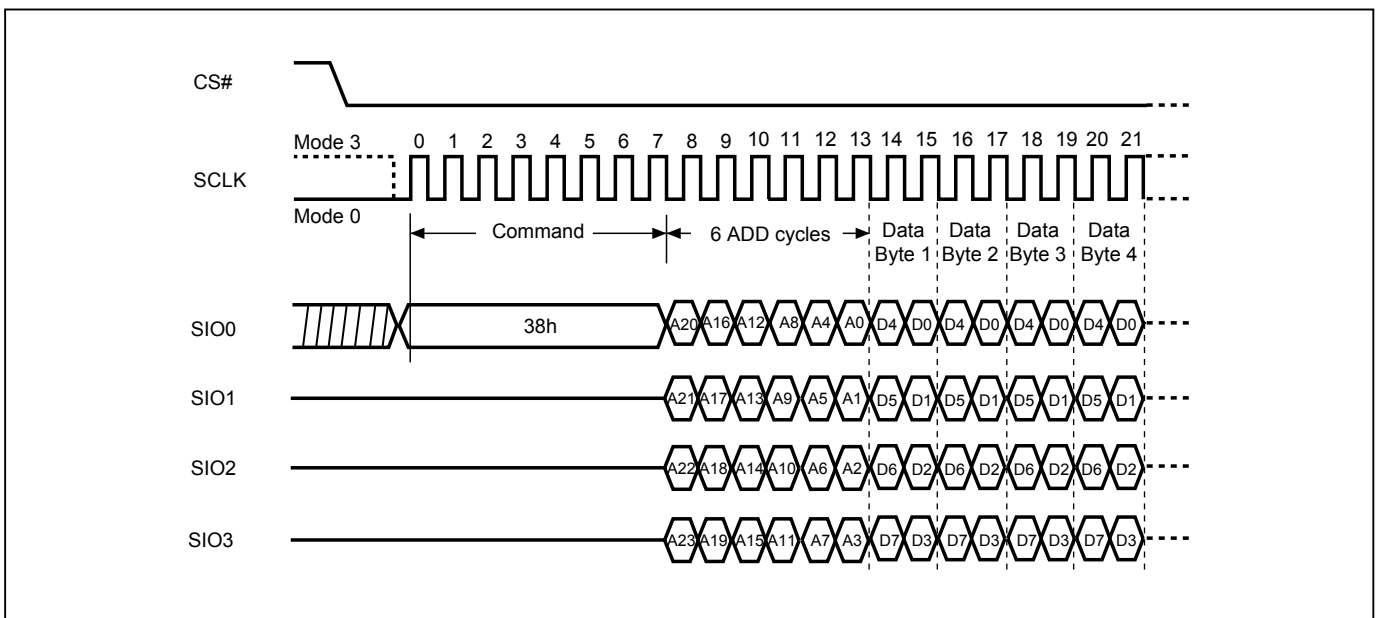 CS#
Mode 3
0 1 2 3 4 5 6 7 8 9 10 11 12 13 14 15 16 17 18 19 20 21
SCLK
Mode 0
Command
6 ADD cycles
Data Byte 1
Data Byte 2
Data Byte 3
Data Byte 4
SIO0
38h
A20 A16 A12 A8 A4 A0 D4 D0 D4 D0 D4 D0 D4 D0
SIO1
A21 A17 A13 A9 A5 A1 D5 D1 D5 D1 D5 D1 D5 D1
SIO2
A22 A18 A14 A10 A6 A2 D6 D2 D6 D2 D6 D2 D6 D2
SIO3
A23 A19 A15 A11 A7 A3 D7 D3 D7 D3 D7 D3 D7 D3